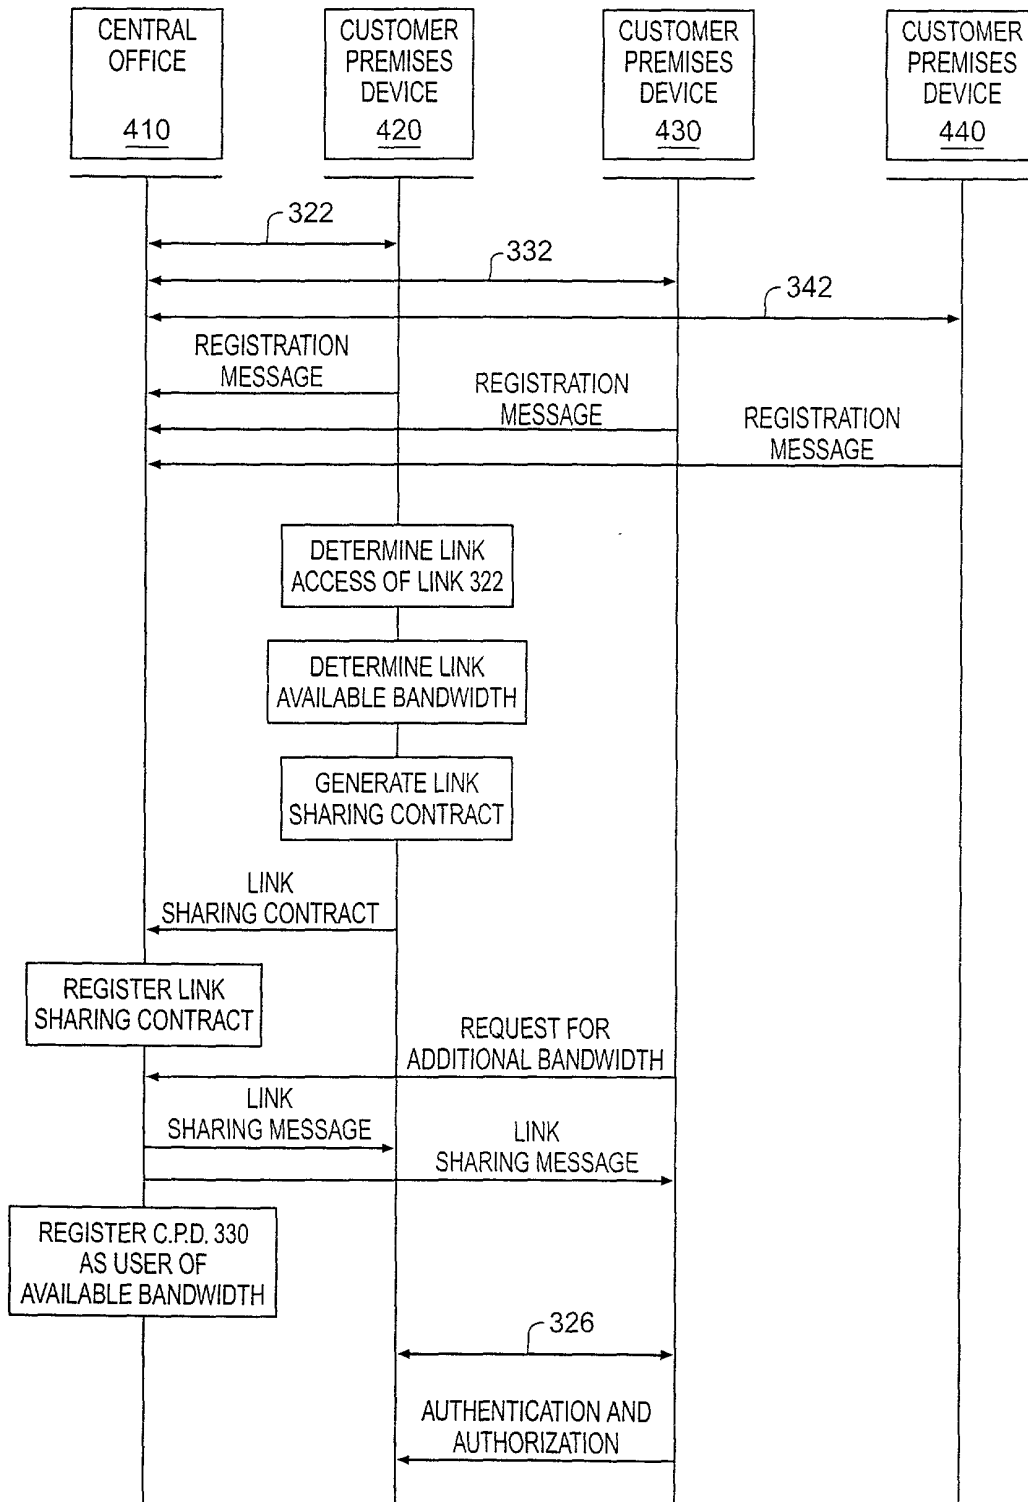 CENTRAL
OFFICE
410
CUSTOMER
PREMISES
DEVICE
420
CUSTOMER
PREMISES
DEVICE
430
CUSTOMER
PREMISES
DEVICE
440
322
332
342
REGISTRATION
MESSAGE
REGISTRATION
MESSAGE
REGISTRATION
MESSAGE
DETERMINE LINK
ACCESS OF LINK 322
DETERMINE LINK
AVAILABLE BANDWIDTH
GENERATE LINK
SHARING CONTRACT
LINK
SHARING CONTRACT
REGISTER LINK
SHARING CONTRACT
REQUEST FOR
ADDITIONAL BANDWIDTH
LINK
SHARING MESSAGE
LINK
SHARING MESSAGE
REGISTER C.P.D. 330
AS USER OF
AVAILABLE BANDWIDTH
326
AUTHENTICATION AND
AUTHORIZATION